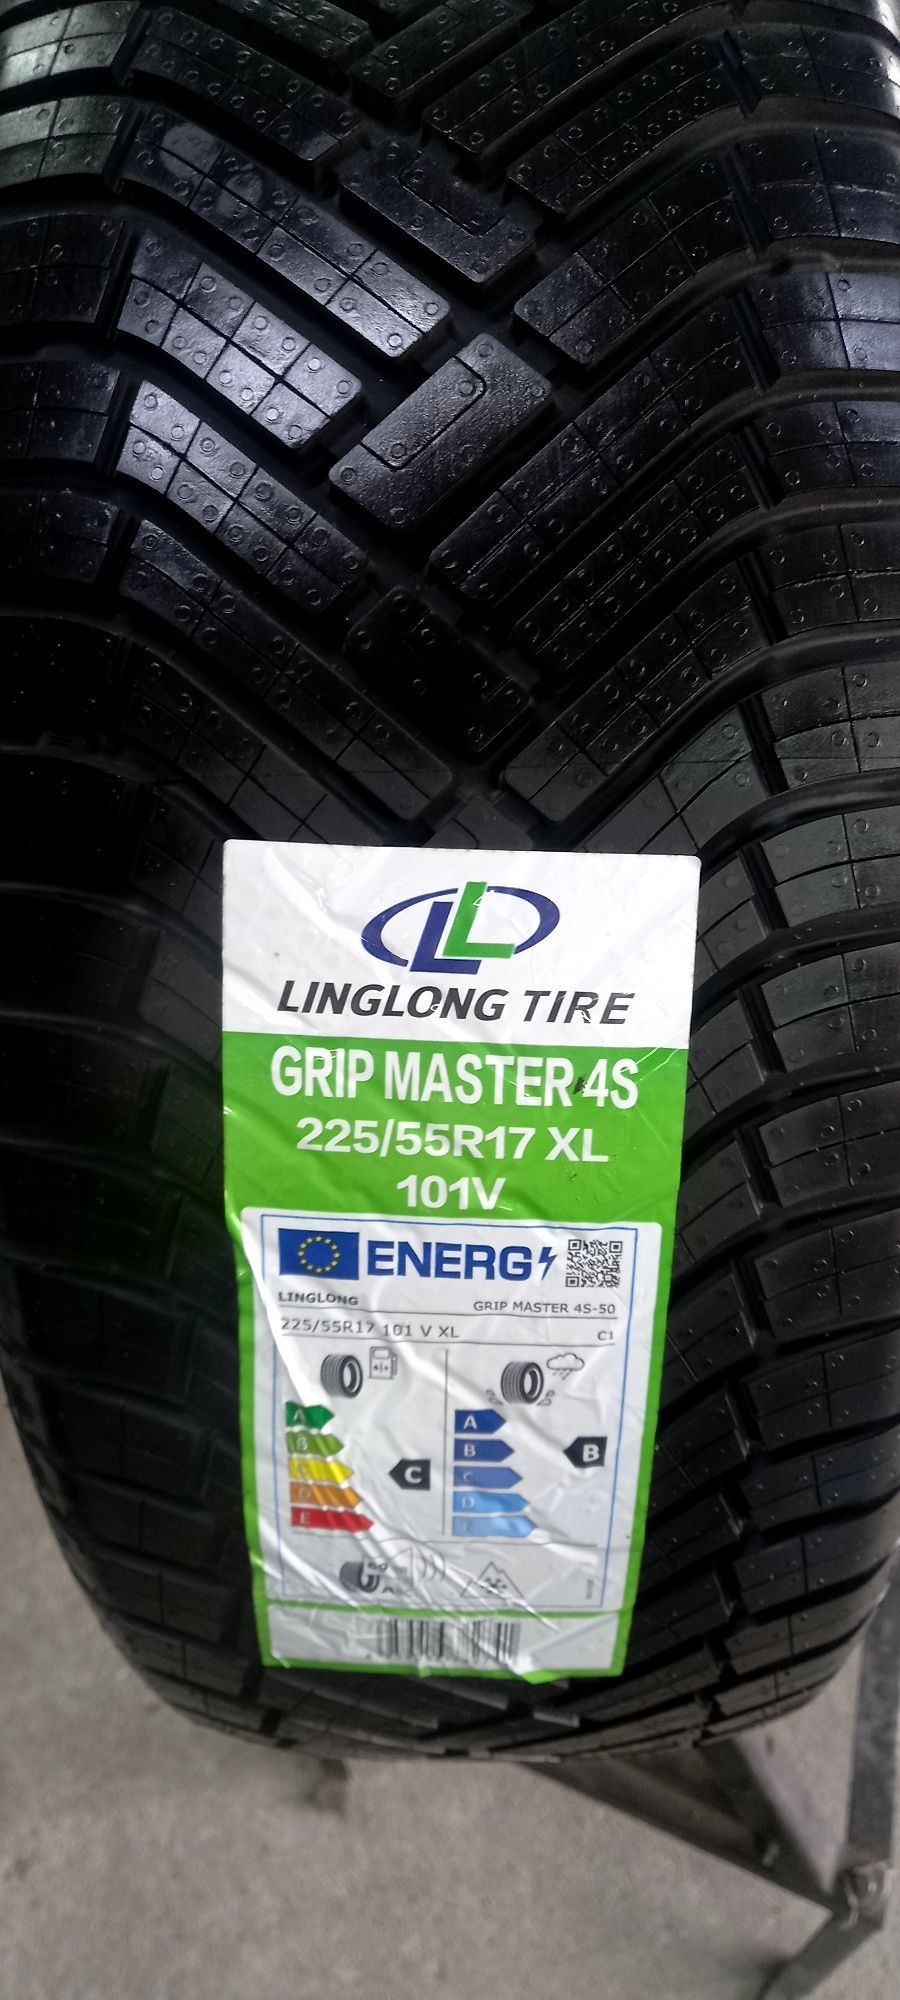 LINGLONG TIRE
GRIP MASTER 4S
225/55R17 XL
101V
ENERG
LINGLONG
GRIP MASTER 4S-50
225/55R17 101 V XL
C1
A
B
C
D
E
C
A
B
C
D
E
B